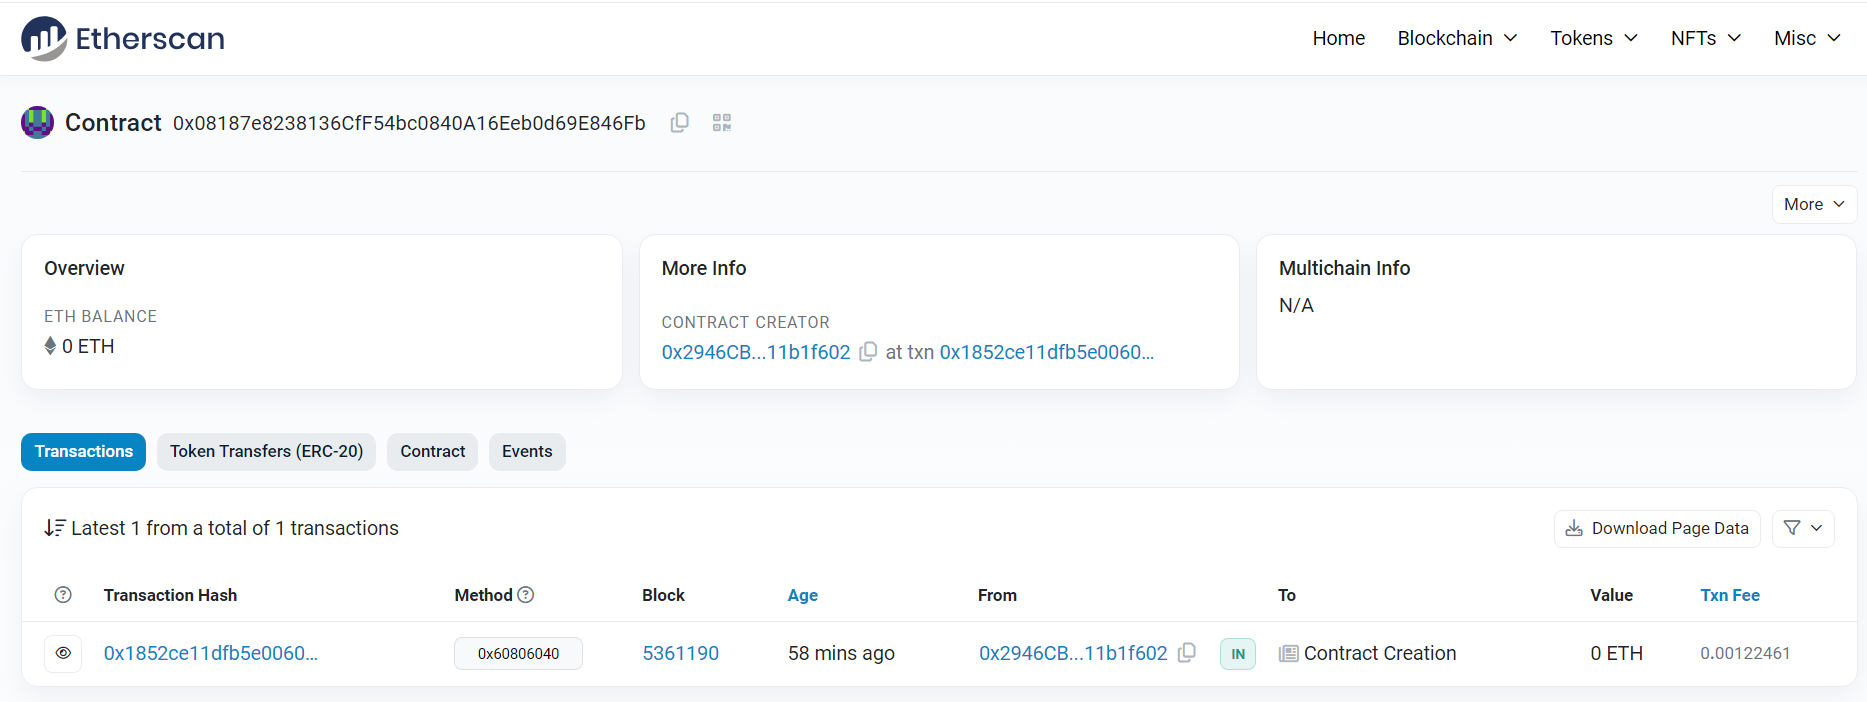 Etherscan
Home Blockchain Tokens NFTs Misc
Contract 0x08187e8238136CfF54bc0840A16Eeb0d69E846Fb
More
Overview
ETH BALANCE
0 ETH
More Info
CONTRACT CREATOR
0x2946CB...11b1f602 at txn 0x1852ce11dfb5e0060...
Multichain Info
N/A
Transactions Token Transfers (ERC-20) Contract Events
Latest 1 from a total of 1 transactions
Download Page Data
Transaction Hash Method Block Age From To Value Txn Fee
0x1852ce11dfb5e0060... 0x60806040 5361190 58 mins ago 0x2946CB...11b1f602 IN Contract Creation 0 ETH 0.00122461